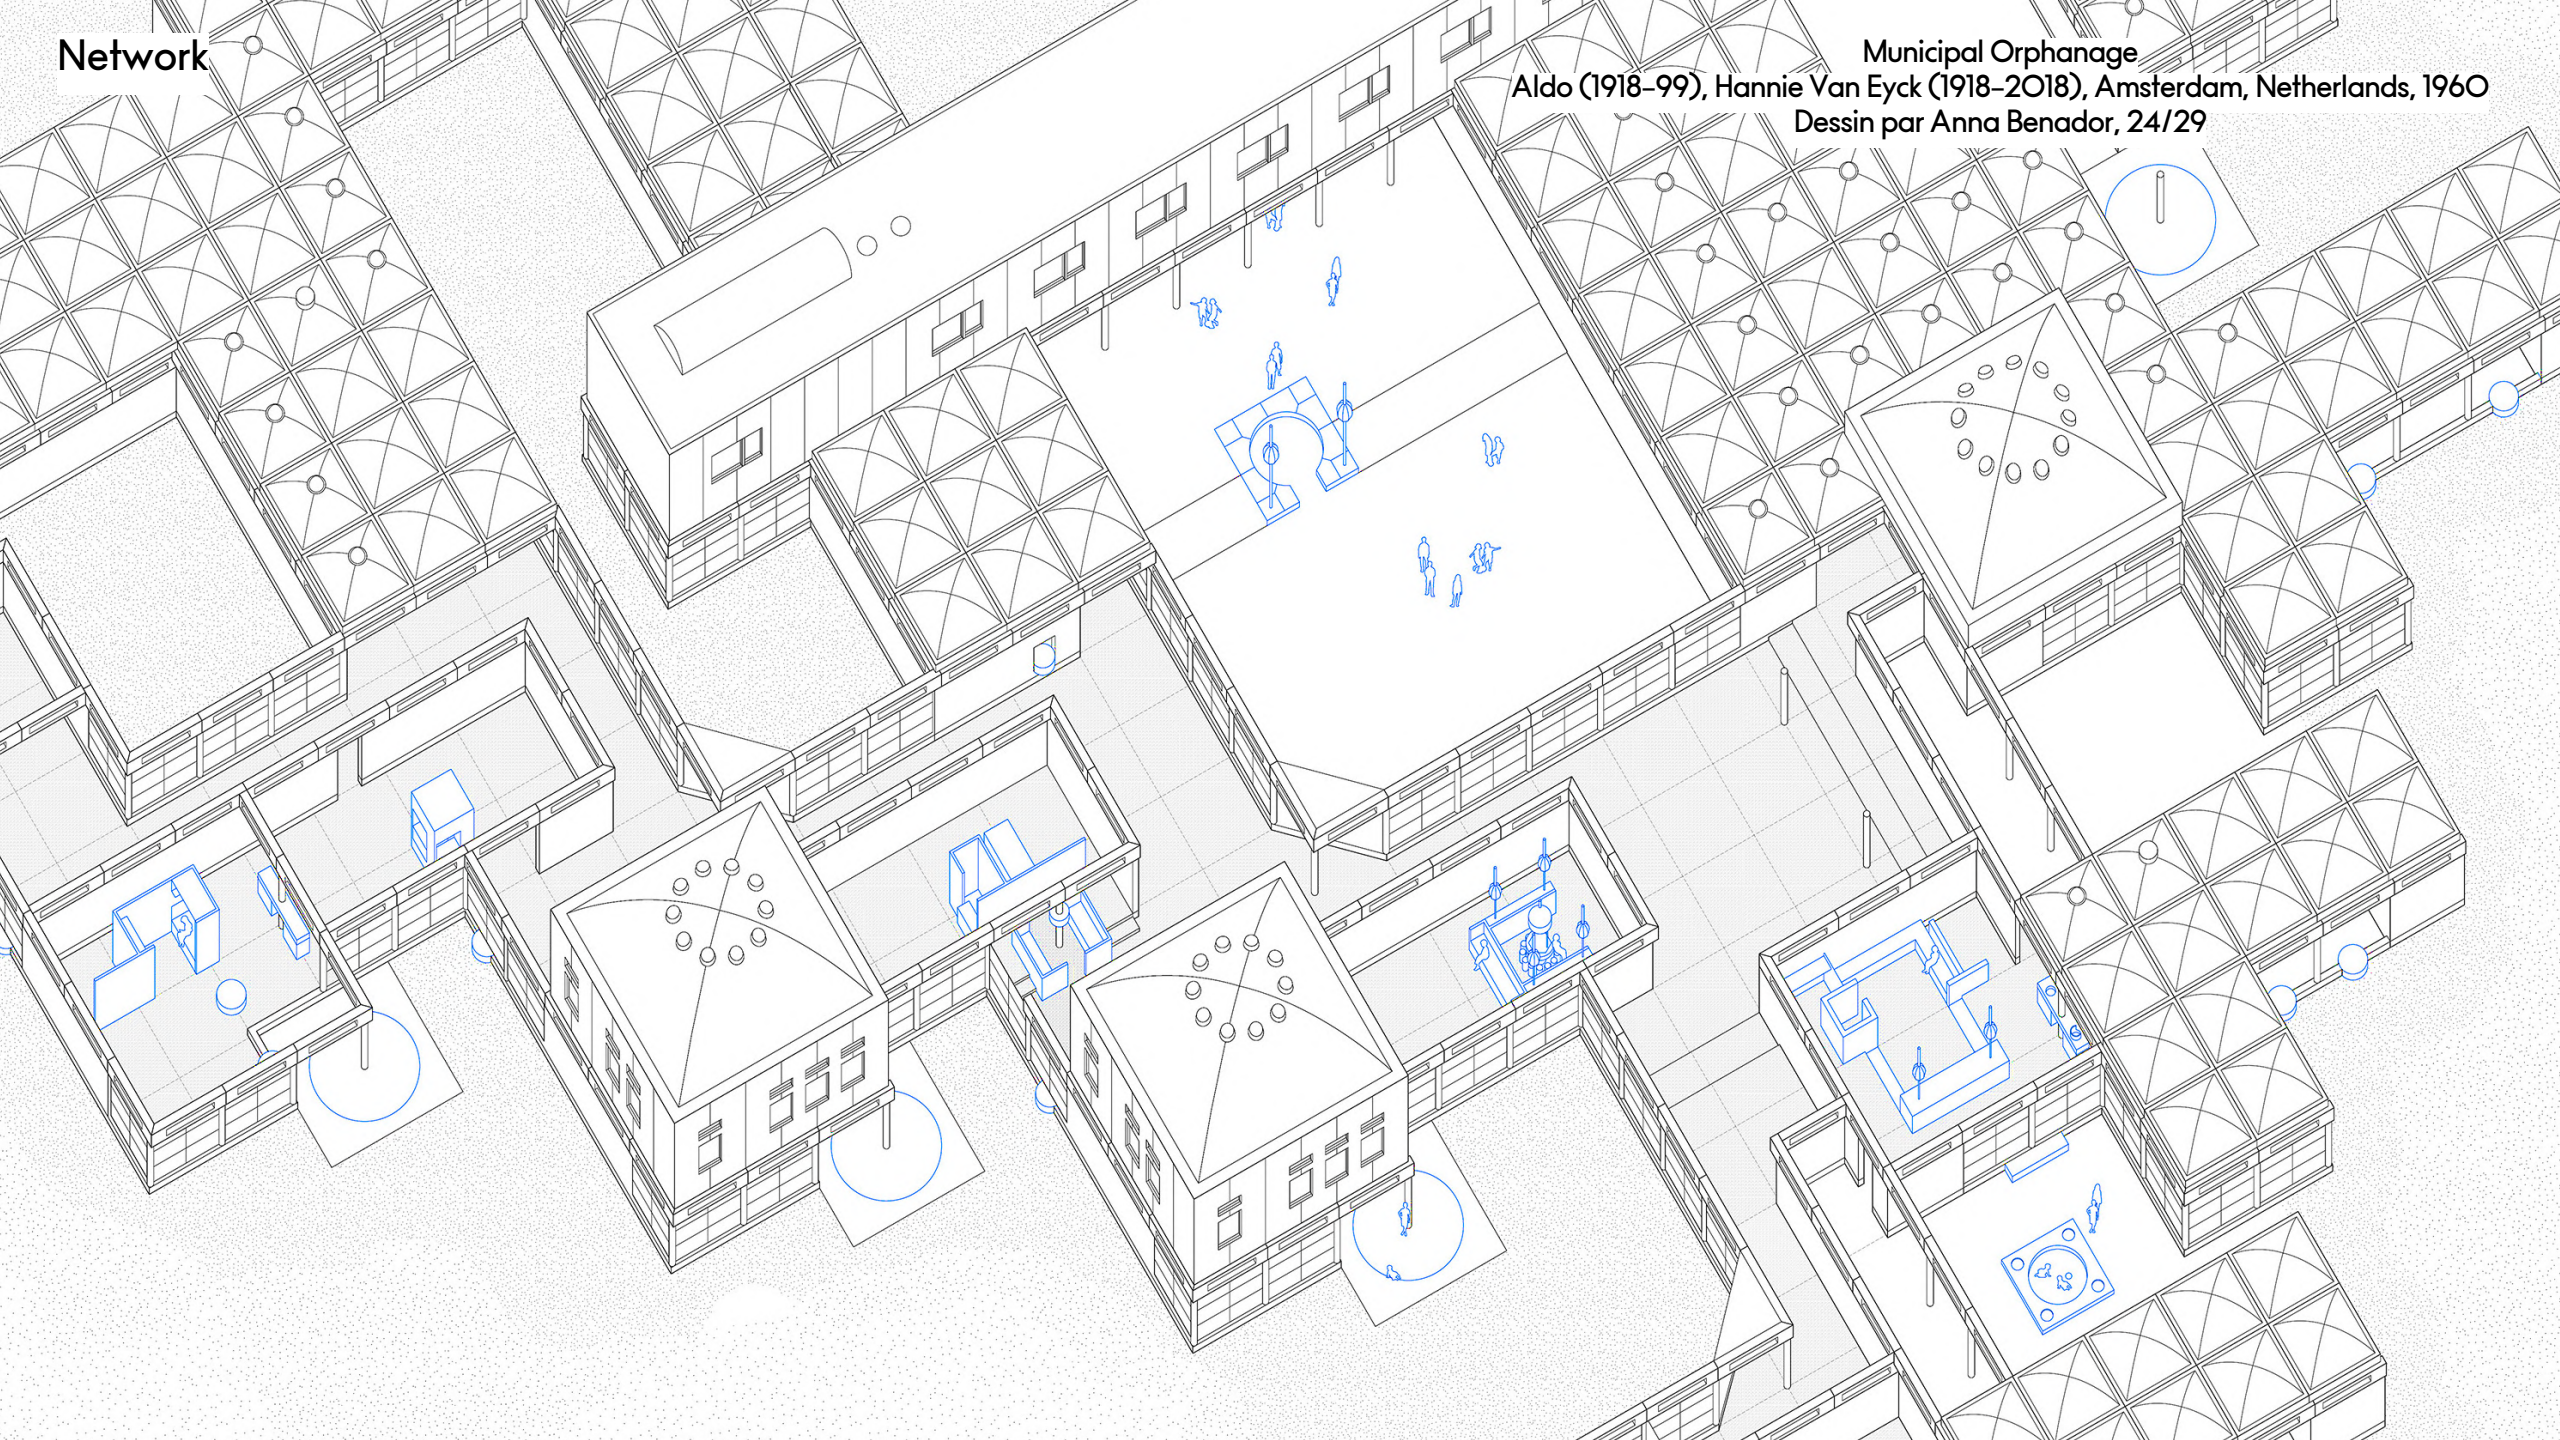 Network
Municipal Orphanage
Aldo (1918–99), Hannie Van Eyck (1918–2018), Amsterdam, Netherlands, 1960
Dessin par Anna Benador, 24/29